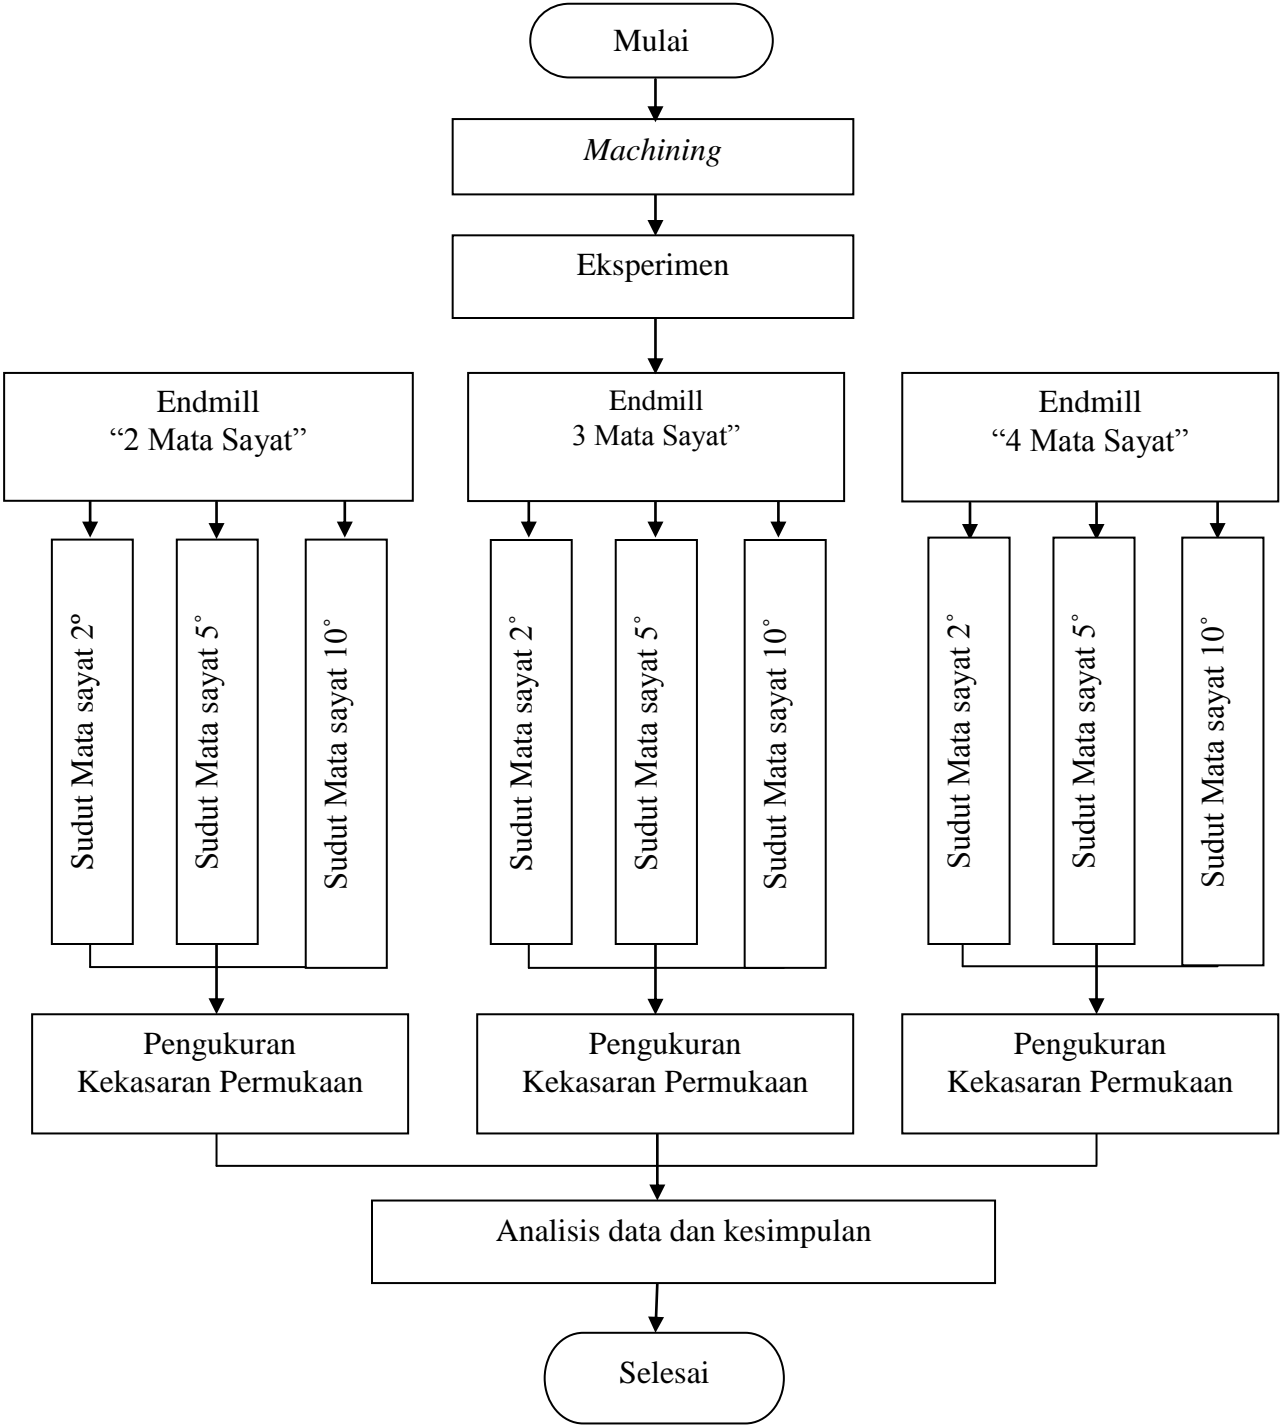 Mulai
Machining
Eksperimen
Endmill
“2 Mata Sayat”
Endmill
3 Mata Sayat”
Endmill
“4 Mata Sayat”
Sudut Mata sayat 2º
Sudut Mata sayat 5°
Sudut Mata sayat 10°
Sudut Mata sayat 2°
Sudut Mata sayat 5°
Sudut Mata sayat 10°
Sudut Mata sayat 2°
Sudut Mata sayat 5°
Sudut Mata sayat 10°
Pengukuran
Kekasaran Permukaan
Pengukuran
Kekasaran Permukaan
Pengukuran
Kekasaran Permukaan
Analisis data dan kesimpulan
Selesai